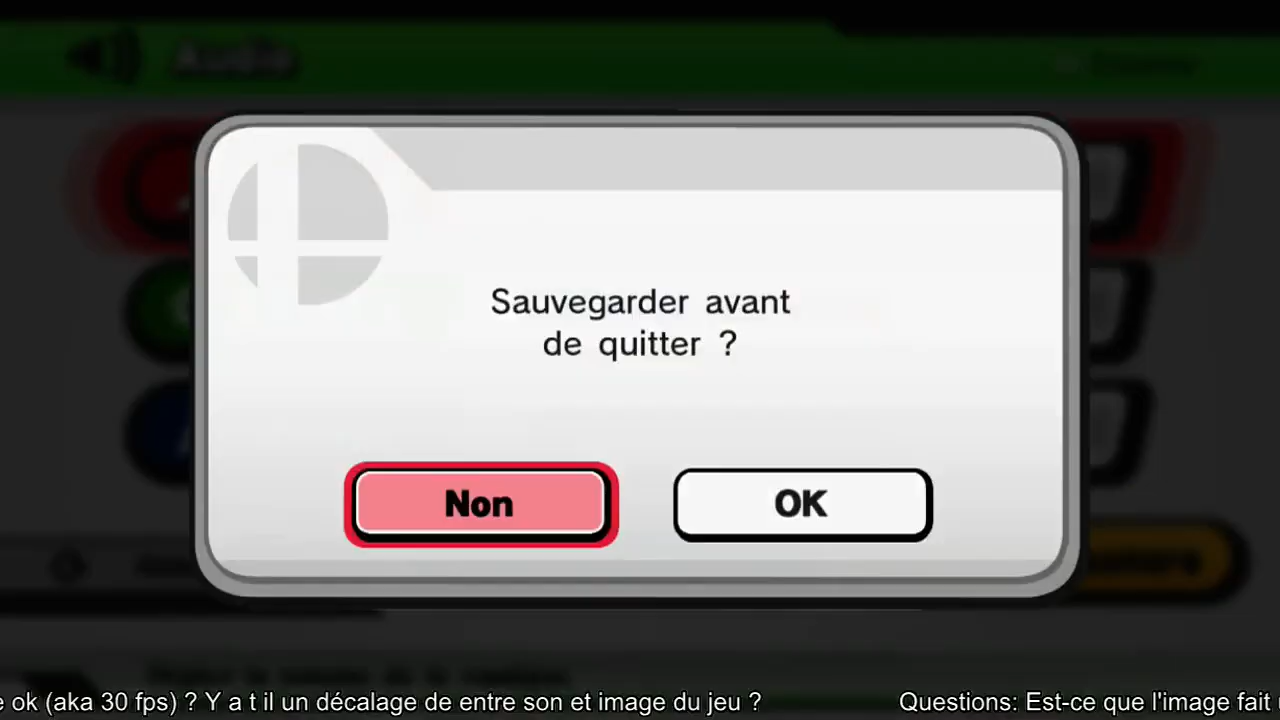 Audio
Sauvegarder avant
de quitter ?
Non
OK
e ok (aka 30 fps) ? Y a t il un décalage de entre son et image du jeu ?
Questions: Est-ce que l'image fait